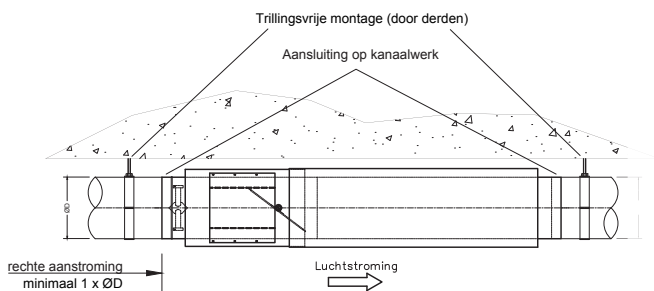 Trillingsvrije montage (door derden)
Aansluiting op kanaalwerk
ØD
rechte aanstroming
minimaal 1 x ØD
Luchtstroming